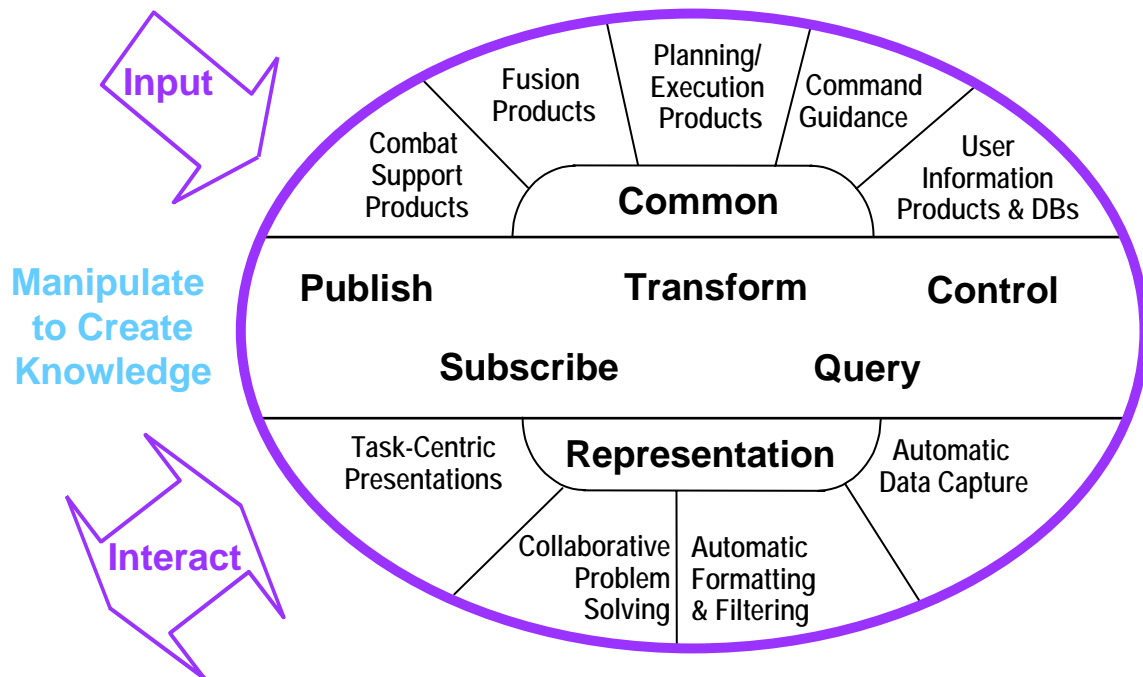 Input
Combat
Support
Products
Fusion
Products
Planning/
Execution
Products
Command
Guidance
User
Information
Products & DBs
Common
Manipulate
to Create
Knowledge
Publish
Transform
Control
Subscribe
Query
Interact
Task-Centric
Presentations
Representation
Automatic
Data Capture
Collaborative
Problem
Solving
Automatic
Formatting
& Filtering